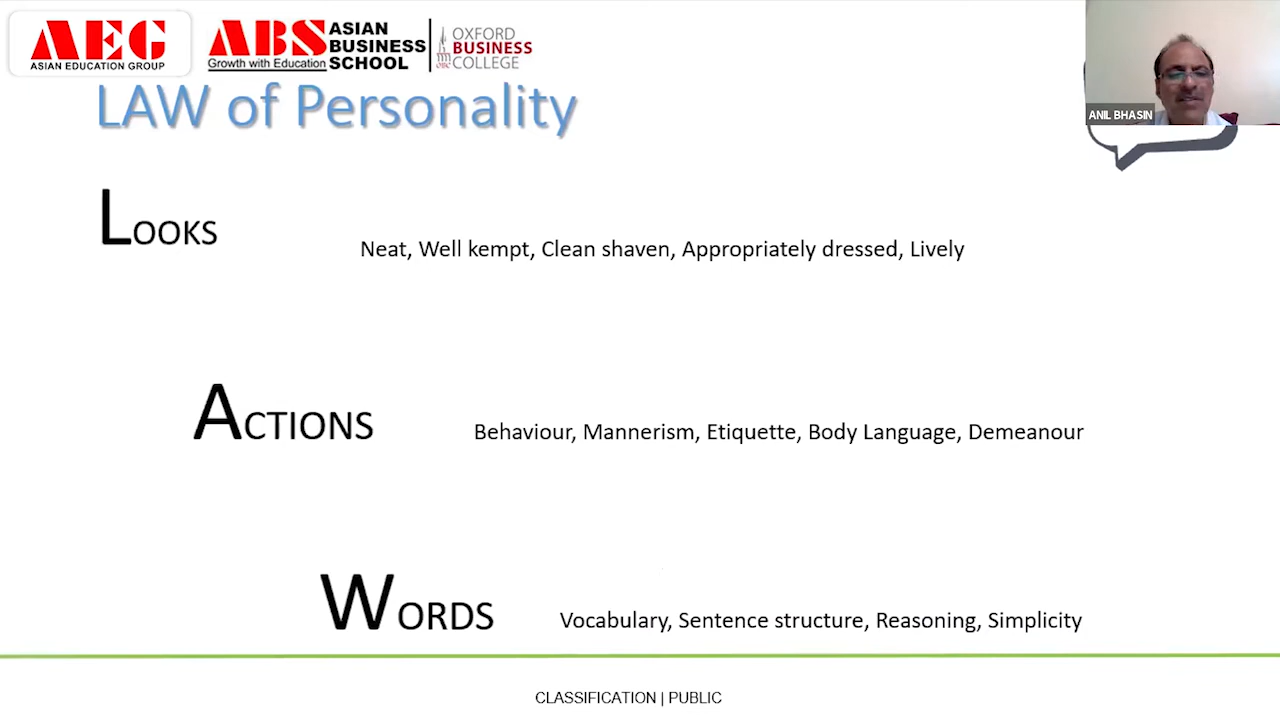 AEG
ASIAN EDUCATION GROUP
ABS
Growth with Education
ASIAN
BUSINESS
SCHOOL
OXFORD
BUSINESS
COLLEGE
ANIL BHASIN
LAW of Personality
LOOKS
Neat, Well kempt, Clean shaven, Appropriately dressed, Lively
ACTIONS
Behaviour, Mannerism, Etiquette, Body Language, Demeanour
WORDS
Vocabulary, Sentence structure, Reasoning, Simplicity
CLASSIFICATION | PUBLIC